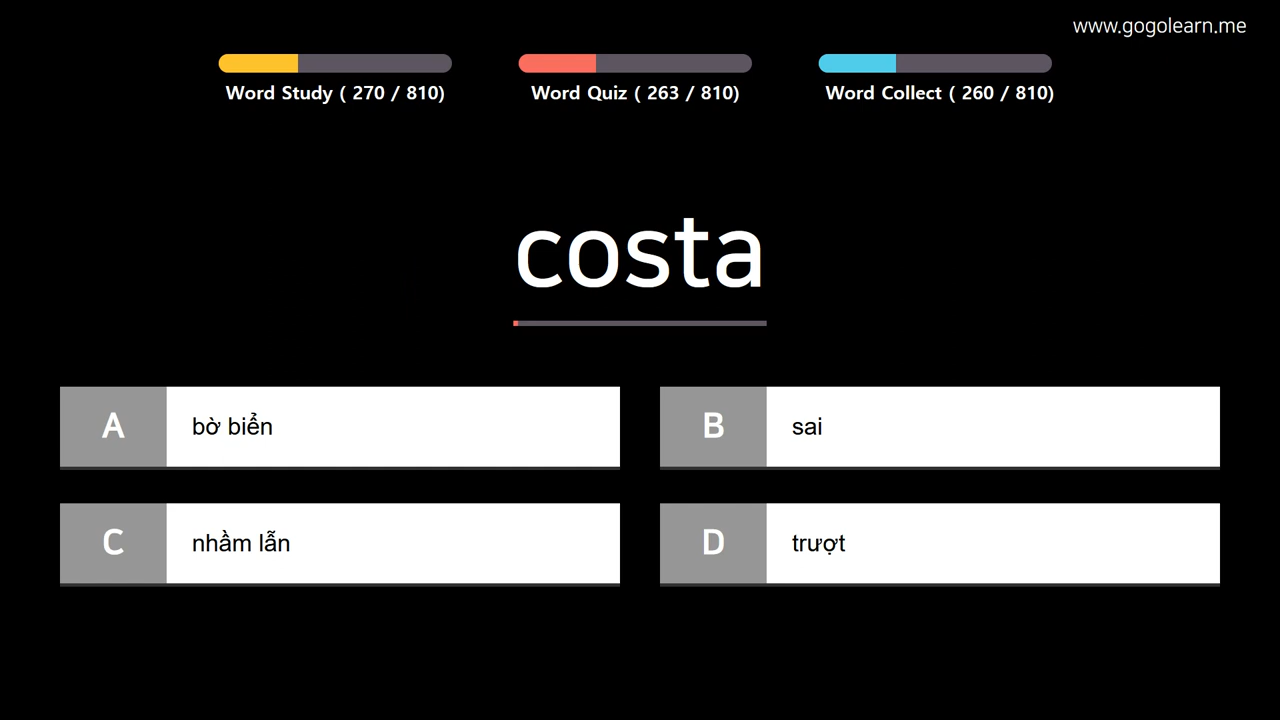 www.gogolearn.me
Word Study ( 270 / 810)
Word Quiz ( 263 / 810)
Word Collect ( 260 / 810)
costa
A bờ biển
B sai
C nhầm lẫn
D trượt